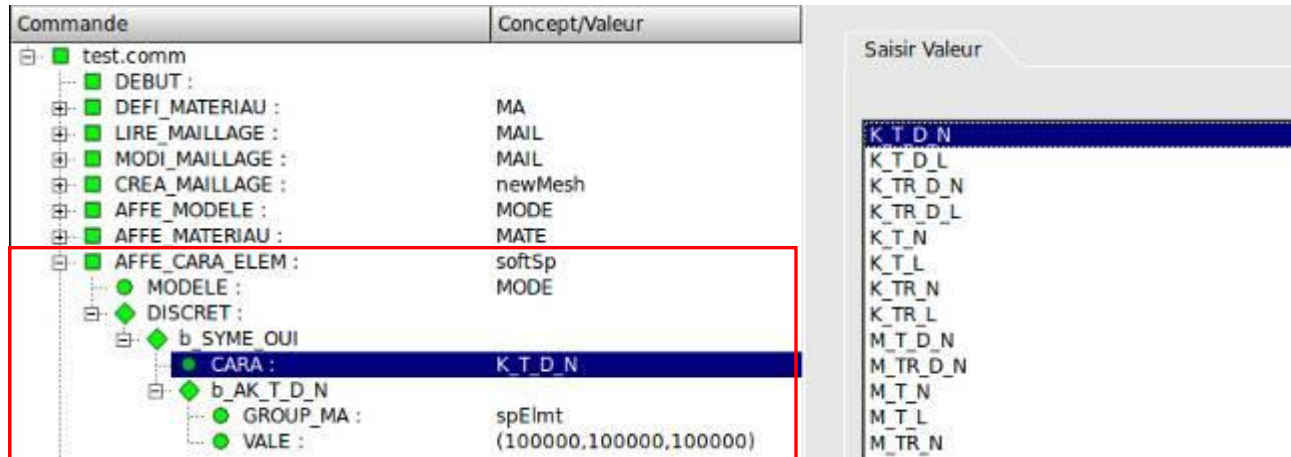 Commande Concept/Valeur
test.comm
DEBUT :
DEFI_MATERIAU : MA
LIRE_MAILLAGE : MAIL
MODI_MAILLAGE : MAIL
CREA_MAILLAGE : newMesh
AFFE_MODELE : MODE
AFFE_MATERIAU : MATE
AFFE_CARA_ELEM : softSp
MODELE : MODE
DISCRET :
b_SYME_OUI
CARA : K_T_D_N
b_AK_T_D_N
GROUP_MA : spElmt
VALE : (100000,100000,100000)
Saisir Valeur
K_T_D_N
K_T_D_L
K_TR_D_N
K_TR_D_L
K_T_N
K_T_L
K_TR_N
K_TR_L
M_T_D_N
M_TR_D_N
M_T_N
M_T_L
M_TR_N